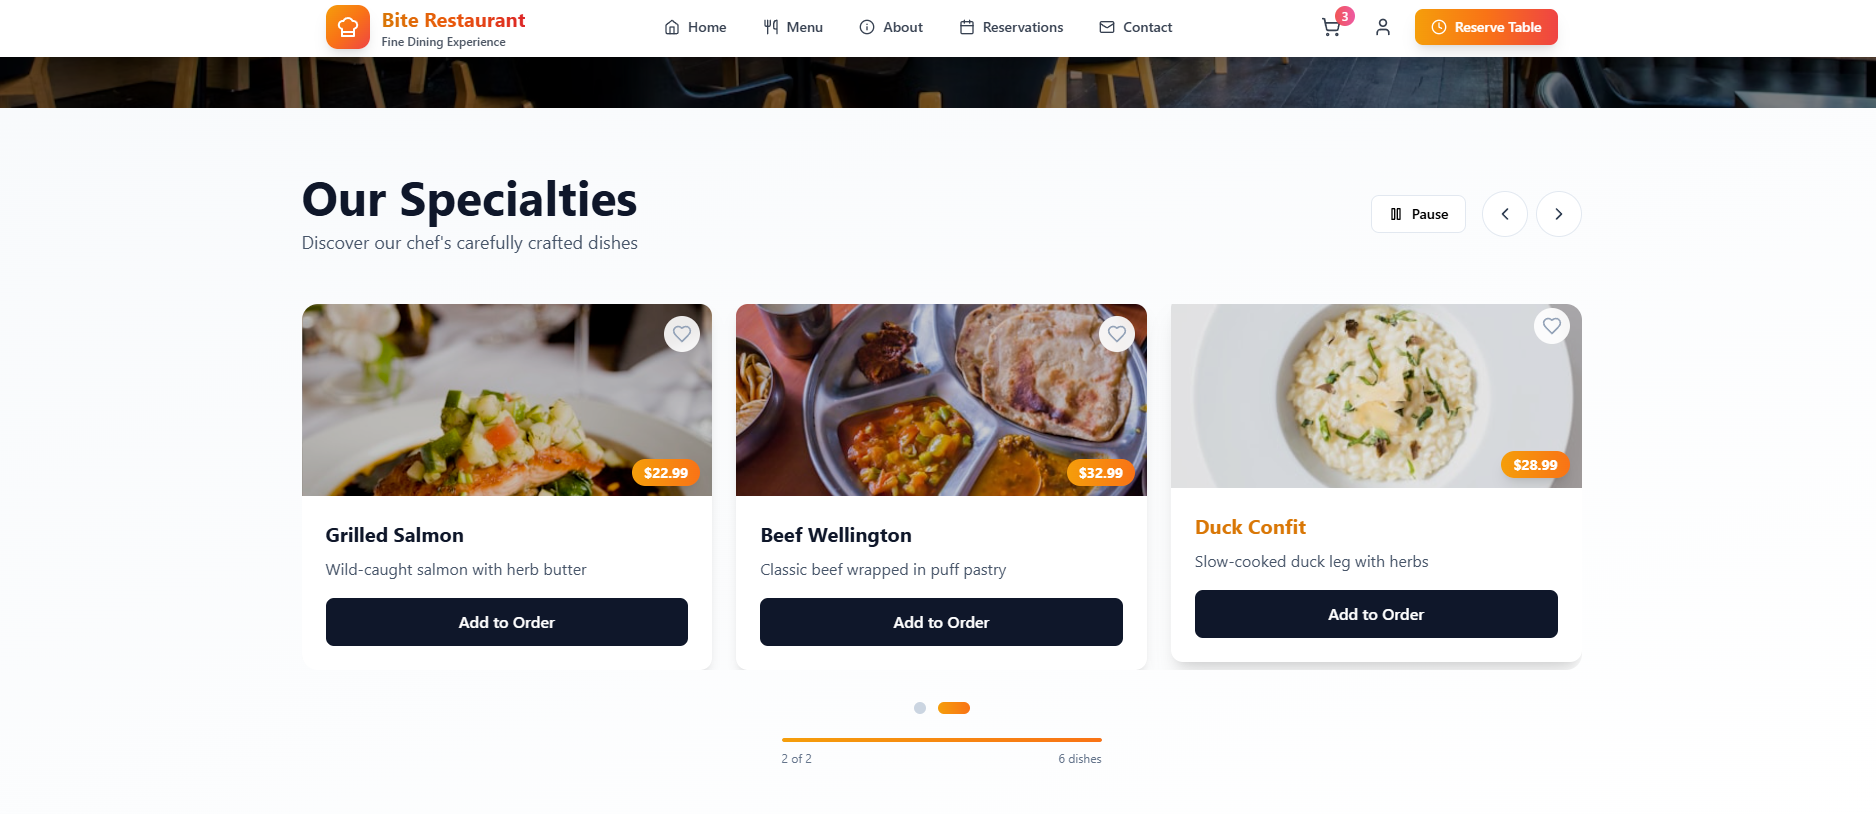 Bite Restaurant
Fine Dining Experience
Home
Menu
About
Reservations
Contact
3
Reserve Table
Our Specialties
Discover our chef's carefully crafted dishes
Pause
$22.99
$32.99
$28.99
Grilled Salmon
Wild-caught salmon with herb butter
Add to Order
Beef Wellington
Classic beef wrapped in puff pastry
Add to Order
Duck Confit
Slow-cooked duck leg with herbs
Add to Order
2 of 2
6 dishes